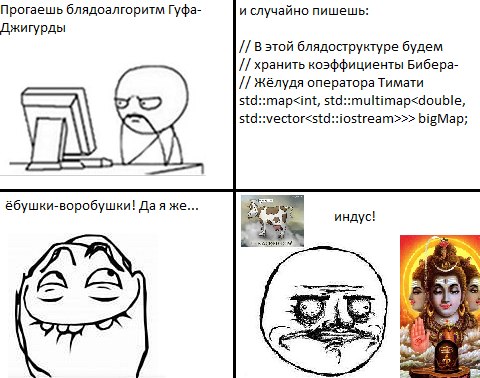 Прогаешь блядоалгоритм Гуфа-
Джигурды
и случайно пишешь:
// В этой блядоструктуре будем
// хранить коэффициенты Бибера-
// Жёлудя оператора Тимати
std::map<int, std::multimap<double,
std::vector<std::iostream>>> bigMap;
ёбушки-воробушки! Да я же...
индус!